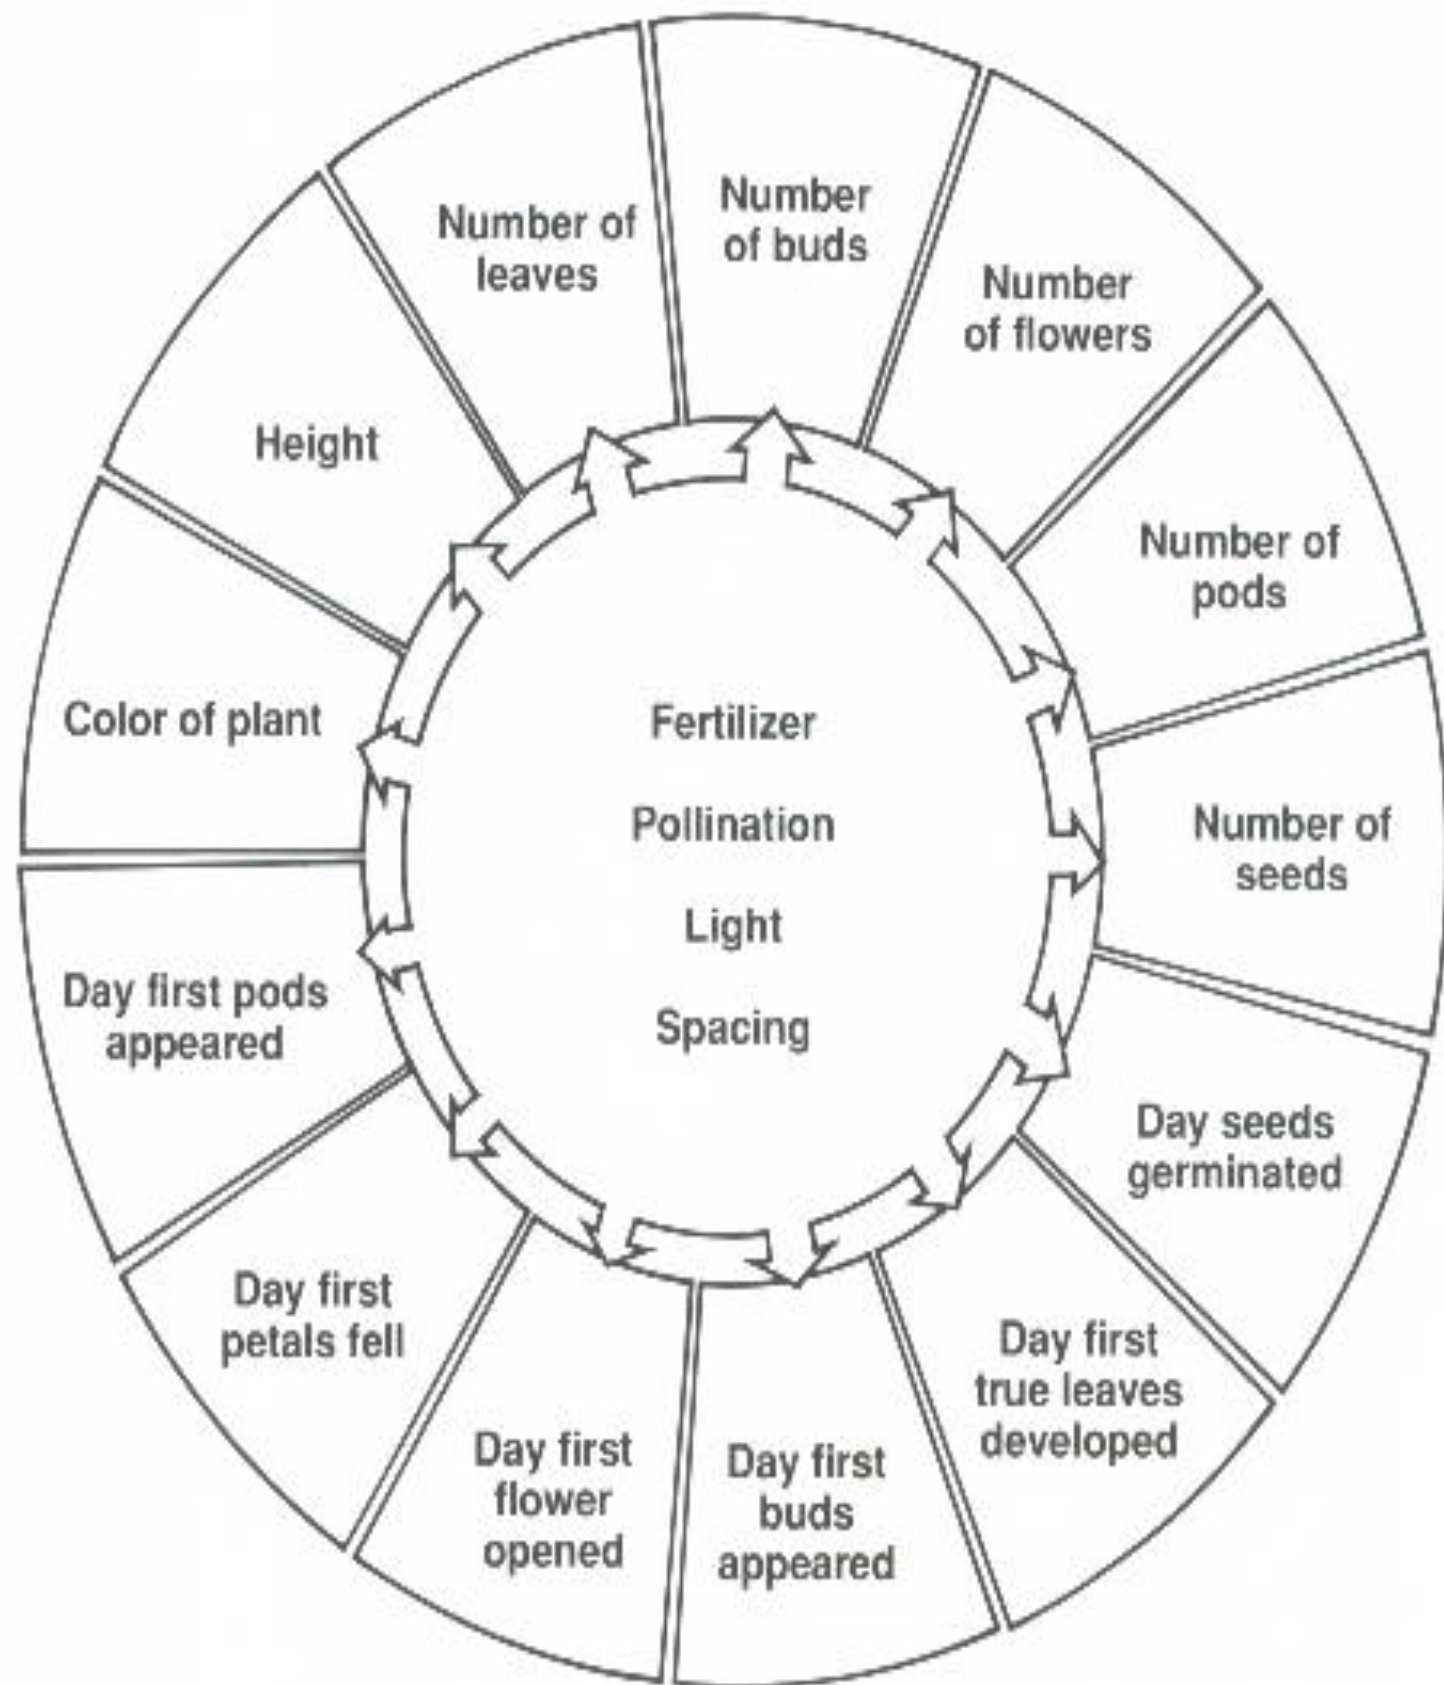 Number of
leaves
Number
of buds
Number
of flowers
Number of
pods
Number of
seeds
Day seeds
germinated
Day first
true leaves
developed
Day first
buds
appeared
Day first
flower
opened
Day first
petals fell
Day first pods
appeared
Color of plant
Height
Fertilizer
Pollination
Light
Spacing